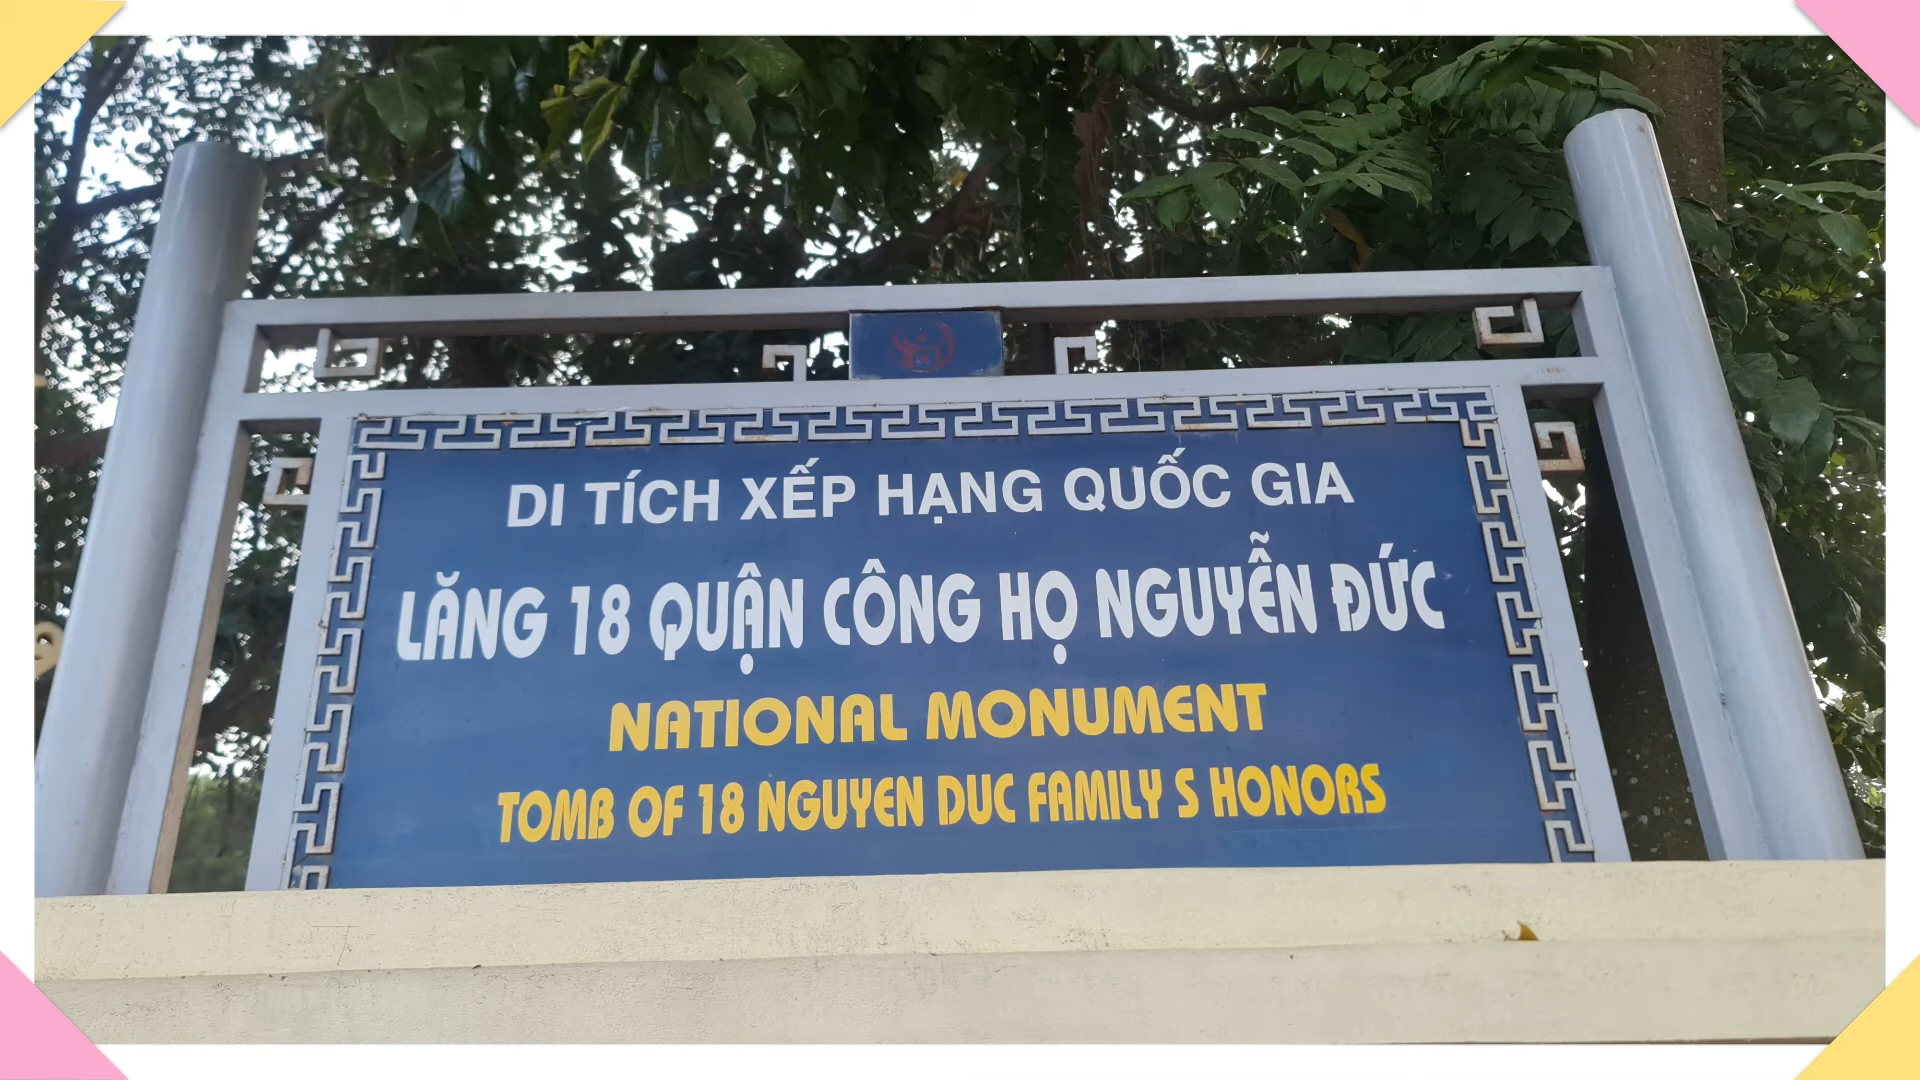 DI TÍCH XẾP HẠNG QUỐC GIA
LĂNG 18 QUẬN CÔNG HỌ NGUYỄN ĐỨC
NATIONAL MONUMENT
TOMB OF 18 NGUYEN DUC FAMILY S HONORS